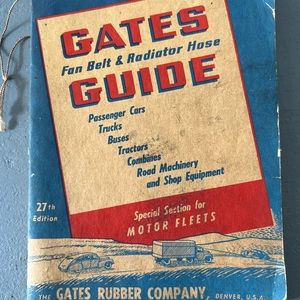 GATES
Fan Belt & Radiator Hose
GUIDE
Passenger Cars
Trucks
Buses
Tractors
Combines
Road Machinery
and Shop Equipment
27th
Edition
Special Section for
MOTOR FLEETS
THE GATES RUBBER COMPANY, DENVER, U.S.A.